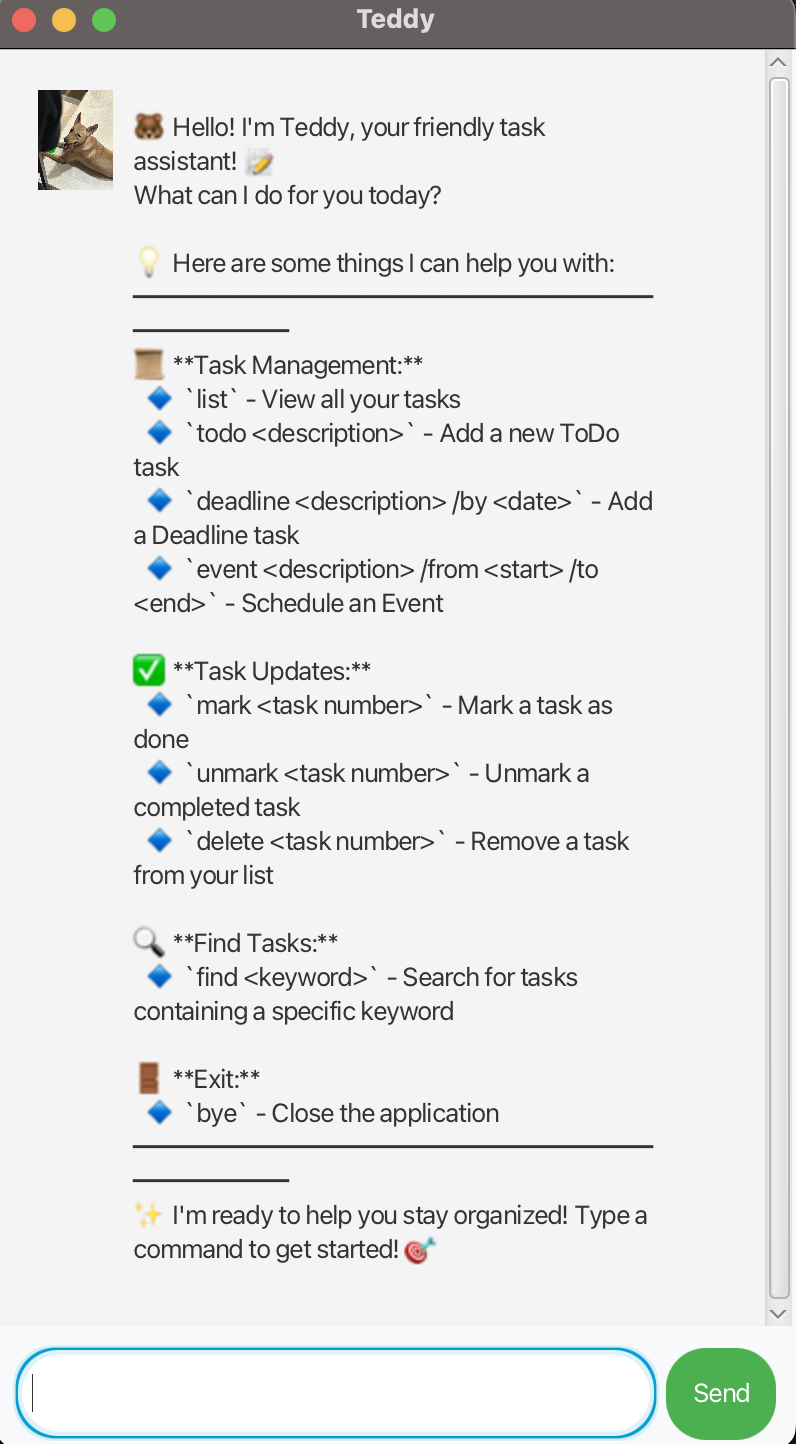 Teddy
🐻 Hello! I'm Teddy, your friendly task
assistant! 📝
What can I do for you today?
💡 Here are some things I can help you with:
📜 **Task Management:**
🔹 `list` - View all your tasks
🔹 `todo <description>` - Add a new ToDo
task
🔹 `deadline <description> /by <date>` - Add
a Deadline task
🔹 `event <description> /from <start> /to
<end>` - Schedule an Event
✅ **Task Updates:**
🔹 `mark <task number>` - Mark a task as
done
🔹 `unmark <task number>` - Unmark a
completed task
🔹 `delete <task number>` - Remove a task
from your list
🔍 **Find Tasks:**
🔹 `find <keyword>` - Search for tasks
containing a specific keyword
🚪 **Exit:**
🔹 `bye` - Close the application
✨ I'm ready to help you stay organized! Type a
command to get started! 🎯
Send